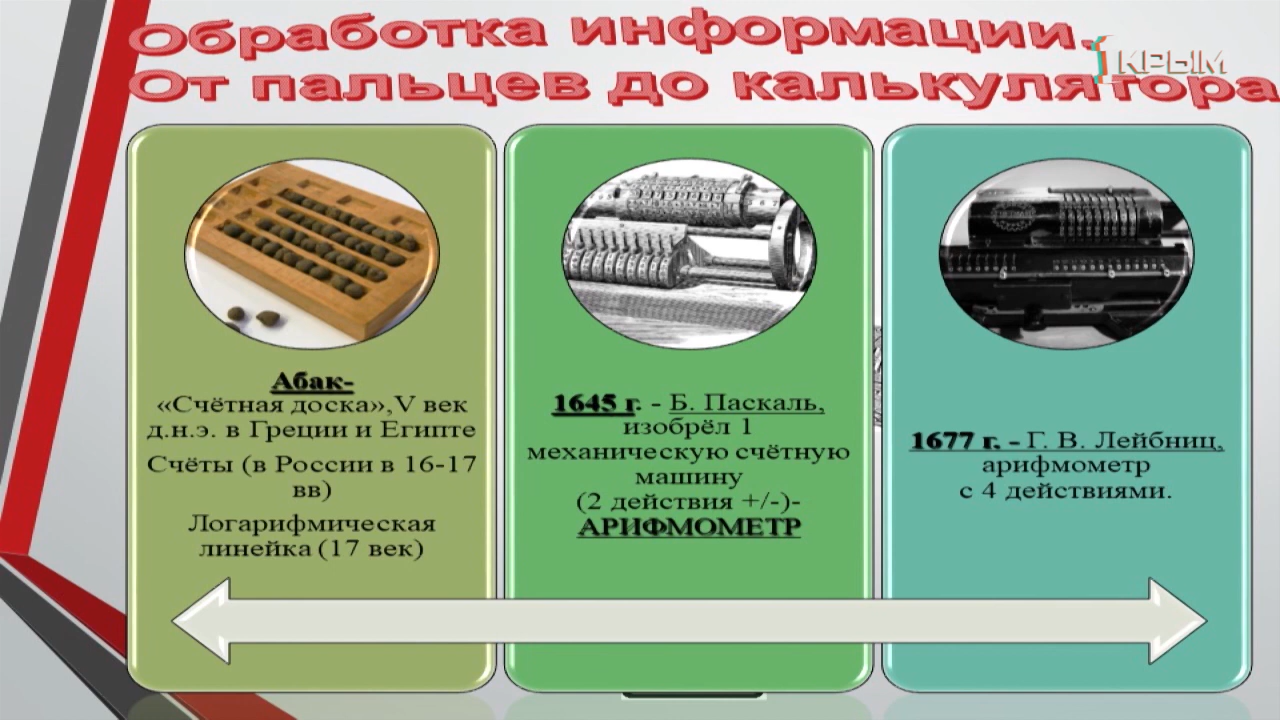 Обработка информации.
От пальцев до калькулятора
1КРЫМ
Абак-
«Счётная доска»,V век
д.н.э. в Греции и Египте
Счёты (в России в 16-17
вв)
Логарифмическая
линейка (17 век)
1645 г. - Б. Паскаль,
изобрёл 1
механическую счётную
машину
(2 действия +/-)-
АРИФМОМЕТР
1677 г. - Г. В. Лейбниц,
арифмометр
с 4 действиями.